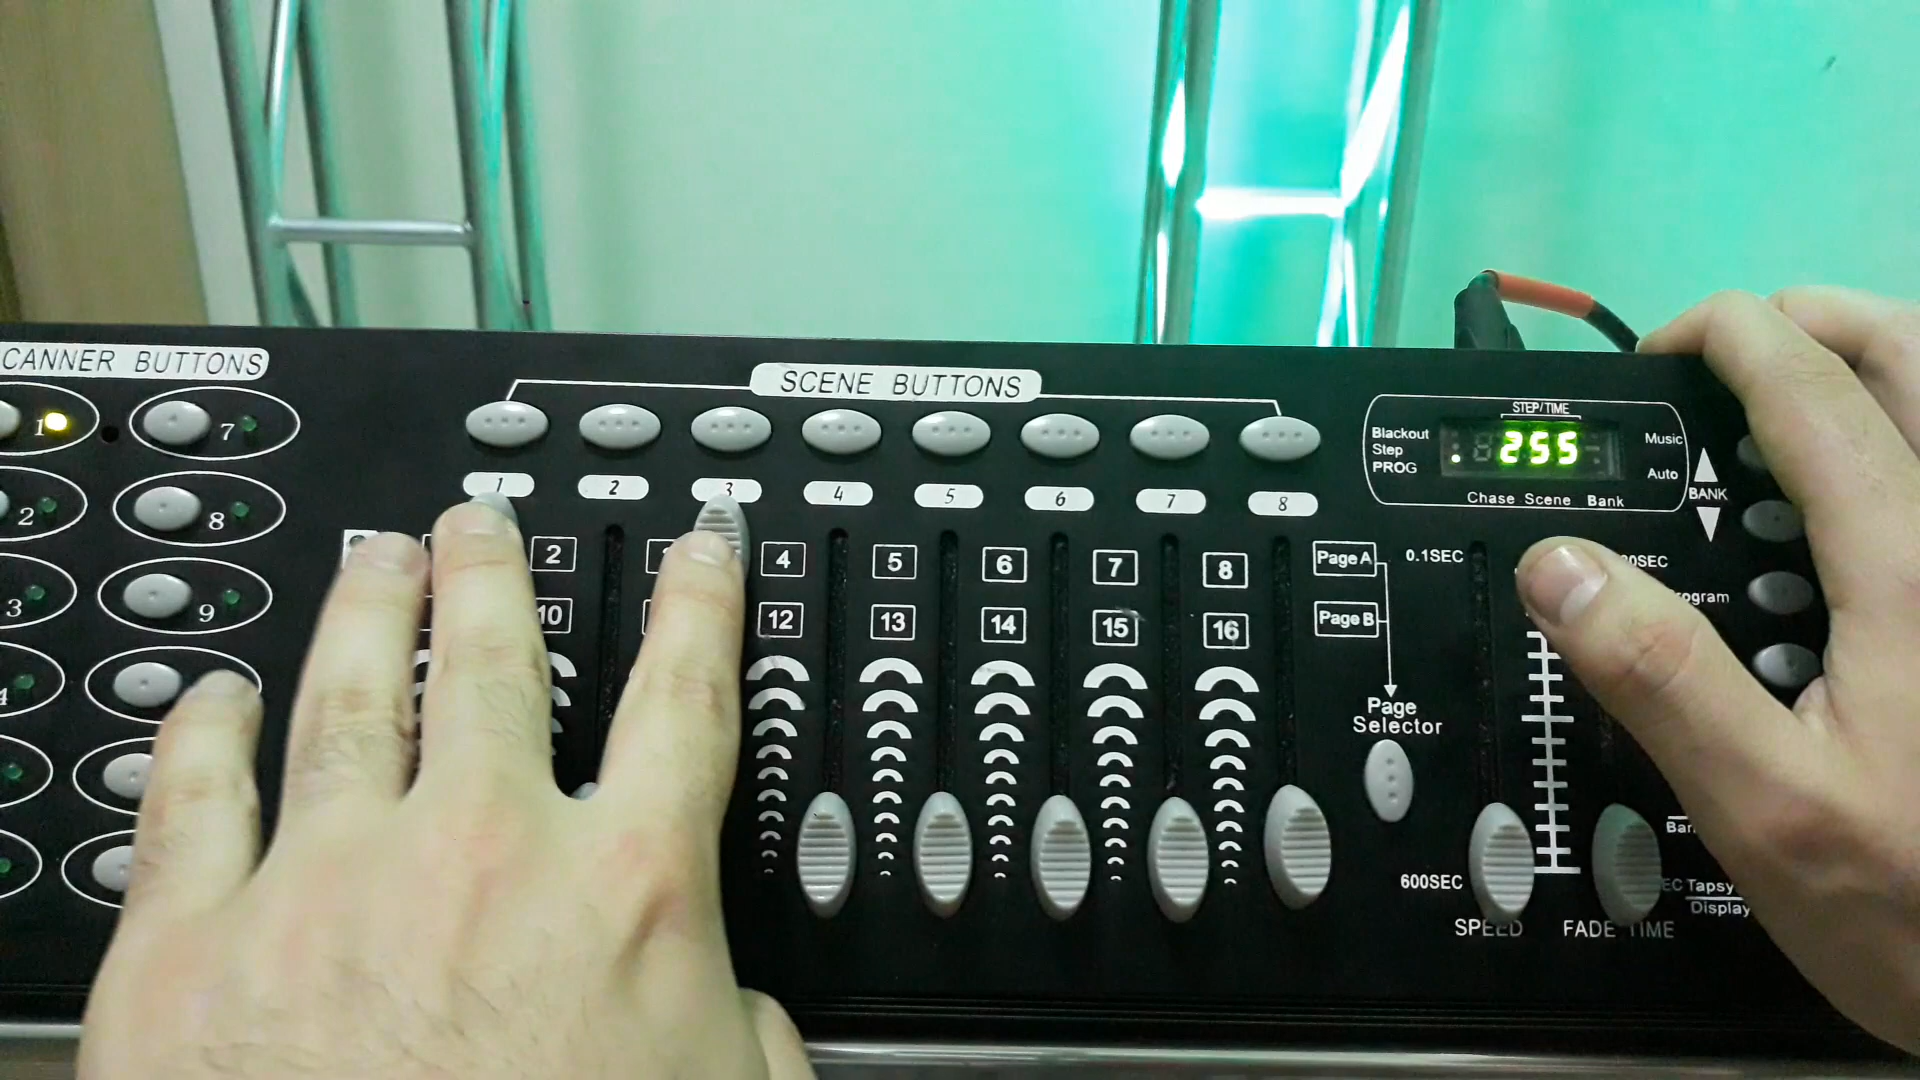 CANNER BUTTONS
1
7
2
8
3
9
4
SCENE BUTTONS
1 2 3 4 5 6 7 8
2 4 5 6 7 8
10 12 13 14 15 16
Page A
Page B
Page
Selector
STEP/TIME
Blackout
Step
PROG
255
Music
Auto
Chase Scene Bank
BANK
0.1SEC
600SEC
SPEED
FADE TIME
Tapsy
Display